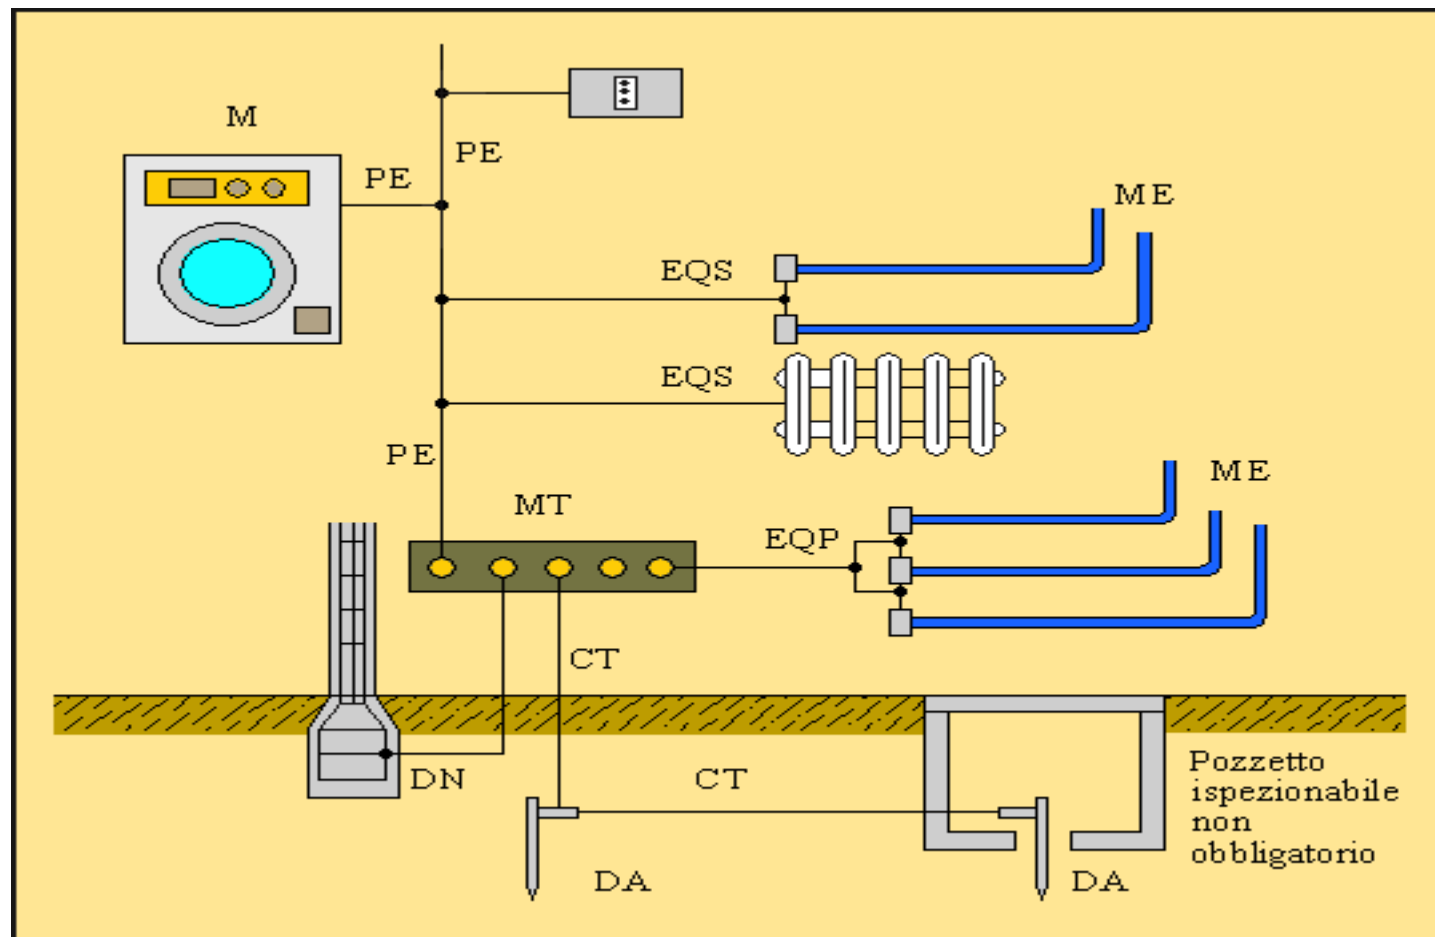 M
PE
PE
ME
EQS
EQS
PE
ME
MT
EQP
CT
DN
CT
Pozzetto
ispezionabile
non
obbligatorio
DA
DA